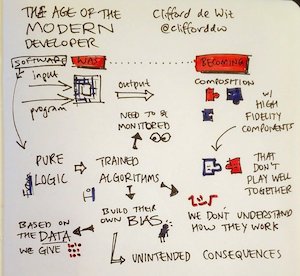 THE AGE OF THE
MODERN
DEVELOPER
Clifford de Wit
@clifforddw
SOFTWARE WAS BECOMING
input
output
program
COMPOSITION
w/
HIGH
FIDELITY
COMPONENTS
NEED TO BE
MONITORED
PURE
LOGIC
TRAINED
ALGORITHMS
THAT
DON'T
PLAY WELL
TOGETHER
BUILD THEIR
OWN BIAS
BASED ON
THE DATA
WE GIVE
WE DON'T UNDERSTAND
HOW THEY WORK
UNINTENDED CONSEQUENCES